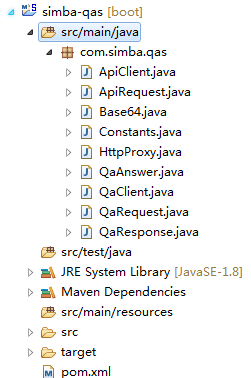 simba-qas [boot]
src/main/java
com.simba.qas
ApiClient.java
ApiRequest.java
Base64.java
Constants.java
HttpProxy.java
QaAnswer.java
QaClient.java
QaRequest.java
QaResponse.java
src/test/java
JRE System Library [JavaSE-1.8]
Maven Dependencies
src/main/resources
src
target
pom.xml